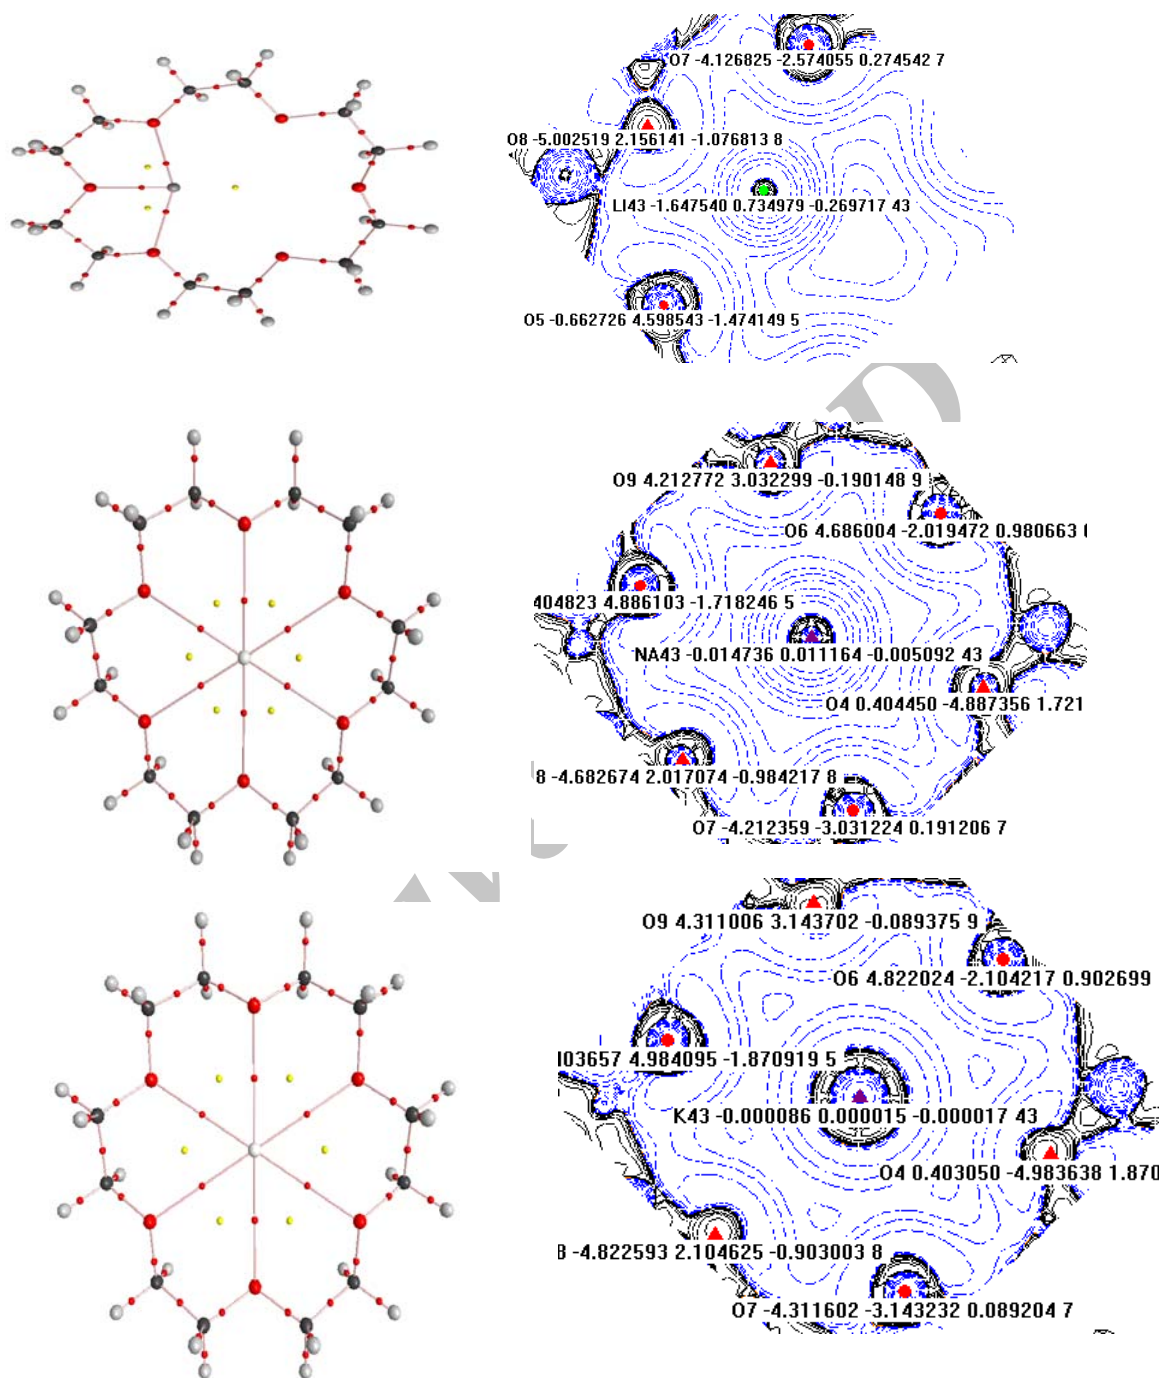 O7 -4.126825 -2.574055 0.274542 7
O8 -5.002519 2.156141 -1.076813 8
LI43 -1.647540 0.734979 -0.269717 43
O5 -0.662726 4.598543 -1.474149 5
O9 4.212772 3.032299 -0.190148 9
O6 4.686004 -2.019472 0.980663
404823 4.886103 -1.718246 5
NA43 -0.014736 0.011164 -0.005092 43
O4 0.404450 -4.887356 1.721
8 -4.682674 2.017074 -0.984217 8
O7 -4.212359 -3.031224 0.191206 7
O9 4.311006 3.143702 -0.089375 9
O6 4.822024 -2.104217 0.902699
03657 4.984095 -1.870919 5
K43 -0.000086 0.000015 -0.000017 43
O4 0.403050 -4.983638 1.870
8 -4.822593 2.104625 -0.903003 8
O7 -4.311602 -3.143232 0.089204 7